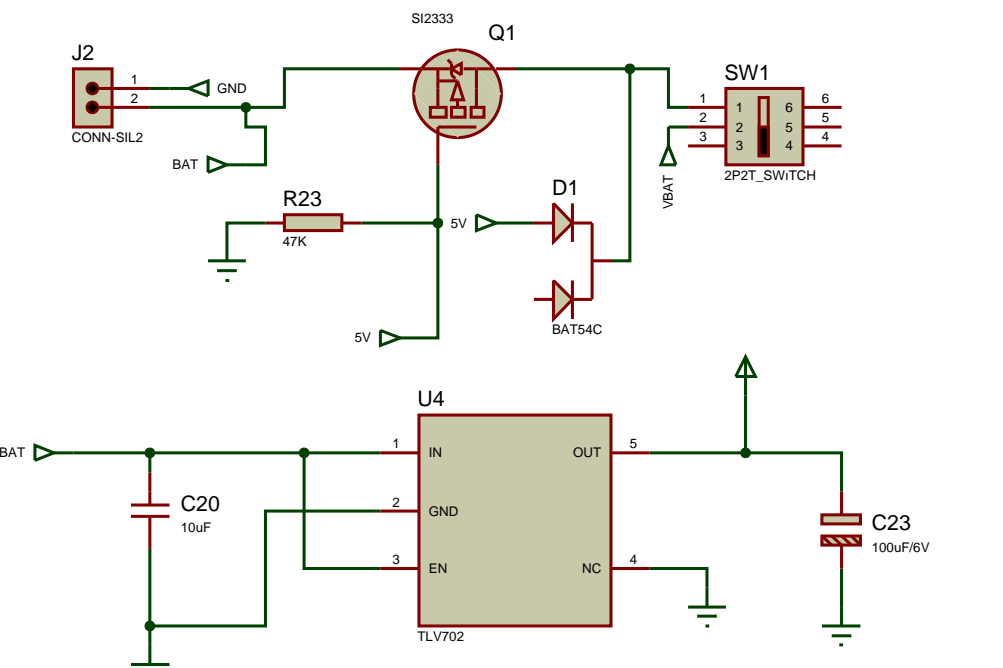 SI2333
Q1
J2
1
GND
2
CONN-SIL2
BAT
SW1
1 1 6 6
2 2 5 5
3 3 4 4
2P2T_SWITCH
VBAT
R23
47K
5V
D1
BAT54C
5V
U4
BAT
1 IN OUT 5
2 GND
3 EN NC 4
TLV702
C20
10uF
C23
100uF/6V